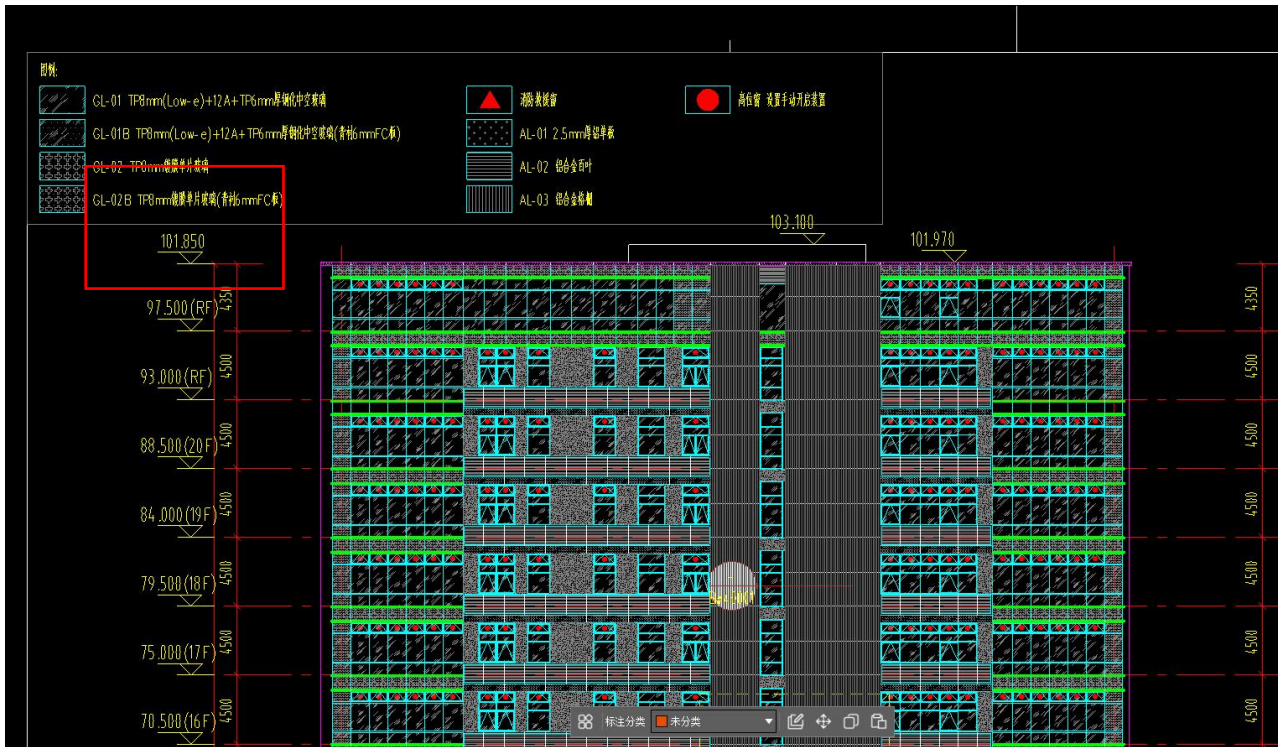 图例:
GL-01 TP8mm(Low-e)+12A+TP6mm厚钢化中空玻璃
消防救援窗
高位窗 设置手动开启装置
GL-01B TP8mm(Low-e)+12A+TP6mm厚钢化中空玻璃(背衬6mmFC板)
AL-01 2.5mm厚铝单板
GL-02 TP8mm镀膜单片玻璃
AL-02 铝合金百叶
GL-02B TP8mm镀膜单片玻璃(背衬6mmFC板)
AL-03 铝合金格栅
103.100
101.850
101.970
4350
4350
97.500(RF)
4500
4500
93.000(RF)
4500
4500
88.500(20F)
4500
4500
84.000(19F)
4500
4500
79.500(18F)
4500
4500
75.000(17F)
4500
4500
70.500(16F)
标注分类
未分类